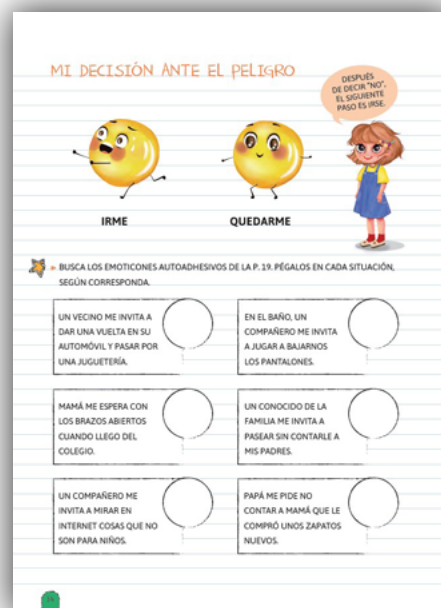 MI DECISIÓN ANTE EL PELIGRO
DESPUÉS
DE DECIR "NO",
EL SIGUIENTE
PASO ES IRSE.
IRME
QUEDARME
BUSCA LOS EMOTICONES AUTOADHESIVOS DE LA P. 19. PÉGALOS EN CADA SITUACIÓN,
SEGÚN CORRESPONDA.
UN VECINO ME INVITA A
DAR UNA VUELTA EN SU
AUTOMÓVIL Y PASAR POR
UNA JUGUETERÍA.
EN EL BAÑO, UN
COMPAÑERO ME INVITA
A JUGAR A BAJARNOS
LOS PANTALONES.
MAMÁ ME ESPERA CON
LOS BRAZOS ABIERTOS
CUANDO LLEGO DEL
COLEGIO.
UN CONOCIDO DE LA
FAMILIA ME INVITA A
PASEAR SIN CONTARLE A
MIS PADRES.
UN COMPAÑERO ME
INVITA A MIRAR EN
INTERNET COSAS QUE NO
SON PARA NIÑOS.
PAPÁ ME PIDE NO
CONTAR A MAMÁ QUE LE
COMPRÓ UNOS ZAPATOS
NUEVOS.